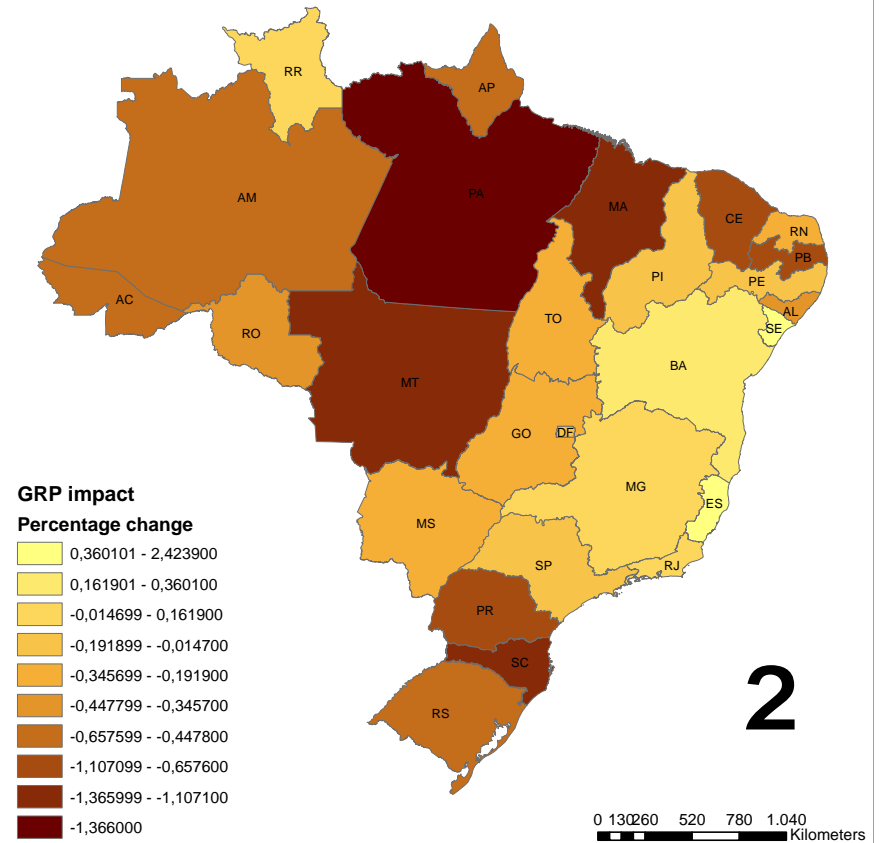 RR
AP
AM
PA
MA
CE
RN
PB
PI
PE
AC
AL
TO
SE
RO
BA
MT
GO
DF
MG
GRP impact
ES
Percentage change
MS
0,360101 - 2,423900
SP
RJ
0,161901 - 0,360100
-0,014699 - 0,161900
PR
-0,191899 - -0,014700
SC
-0,345699 - -0,191900
2
-0,447799 - -0,345700
RS
-0,657599 - -0,447800
-1,107099 - -0,657600
-1,365999 - -1,107100
-1,366000
0 130260 520 780 1.040
Kilometers